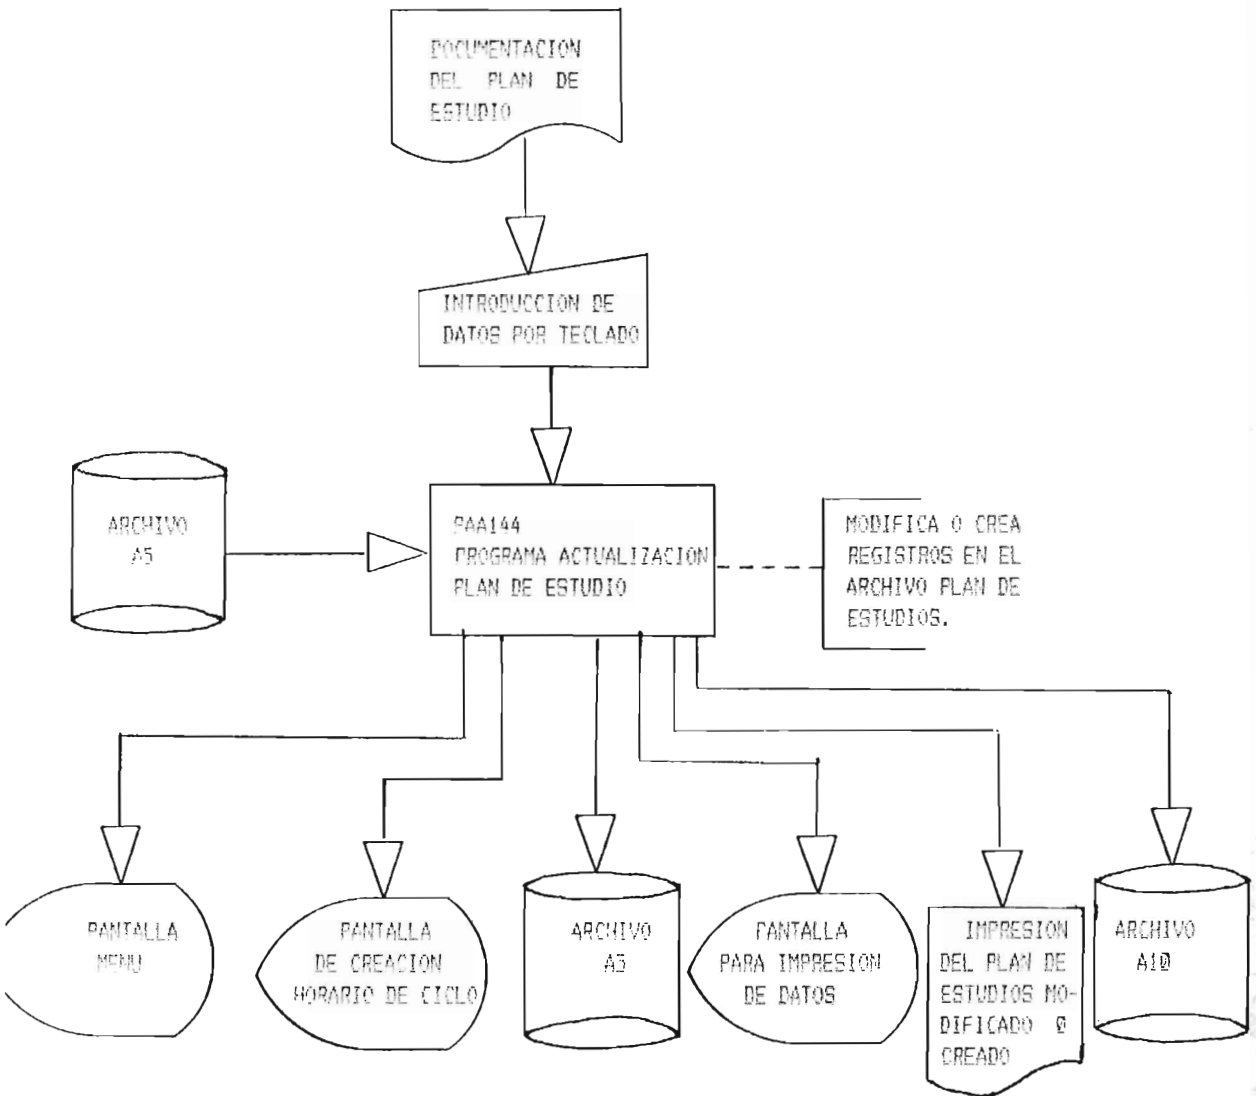 DOCUMENTACION
DEL PLAN DE
ESTUDIO
INTRODUCCION DE
DATOS POR TECLADO
ARCHIVO
A5
PAA144
PROGRAMA ACTUALIZACION
PLAN DE ESTUDIO
MODIFICA O CREA
REGISTROS EN EL
ARCHIVO PLAN DE
ESTUDIOS.
PANTALLA
MENU
PANTALLA
DE CREACION
HORARIO DE CICLO
ARCHIVO
A3
PANTALLA
PARA IMPRESION
DE DATOS
IMPRESION
DEL PLAN DE
ESTUDIOS MO-
DIFICADO Ø
CREADO
ARCHIVO
A10